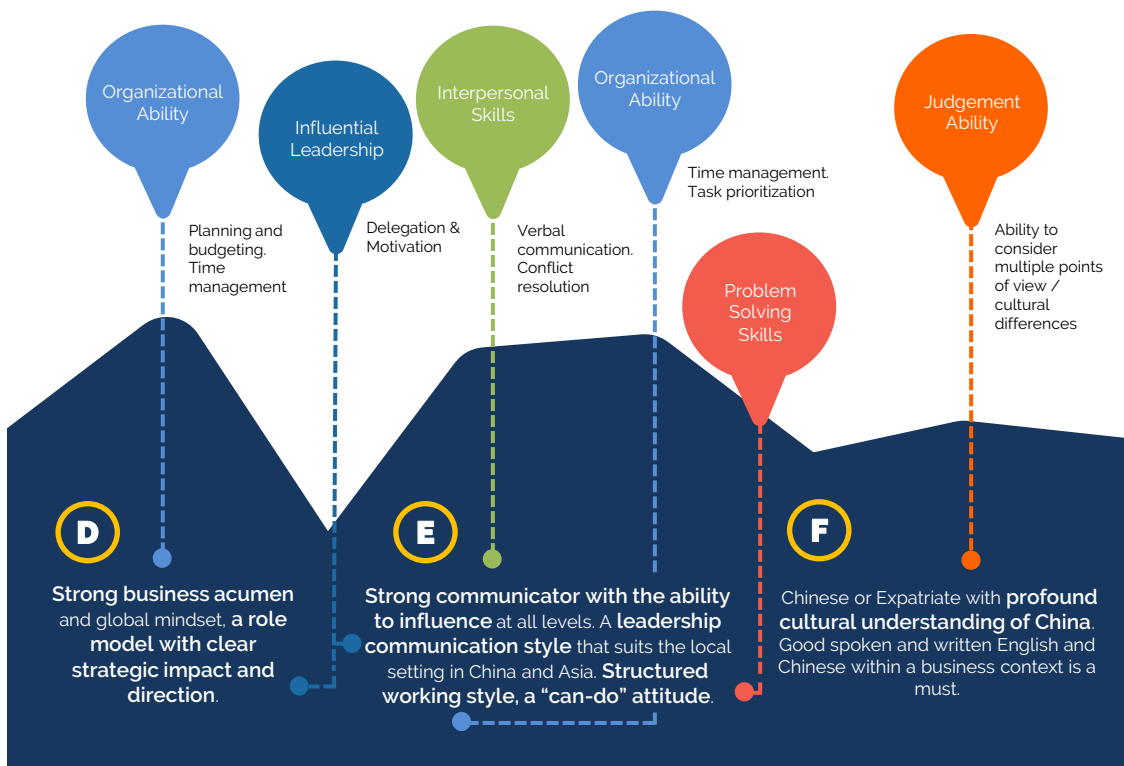 Organizational
Ability
Influential
Leadership
Interpersonal
Skills
Organizational
Ability
Judgement
Ability
Planning and
budgeting.
Time
management
Delegation &
Motivation
Verbal
communication.
Conflict
resolution
Time management.
Task prioritization
Problem
Solving
Skills
Ability to
consider
multiple points
of view /
cultural
differences
D
Strong business acumen
and global mindset, a role
model with clear
strategic impact and
direction.
E
Strong communicator with the ability
to influence at all levels. A leadership
communication style that suits the local
setting in China and Asia. Structured
working style, a “can-do” attitude.
F
Chinese or Expatriate with profound
cultural understanding of China.
Good spoken and written English and
Chinese within a business context is a
must.